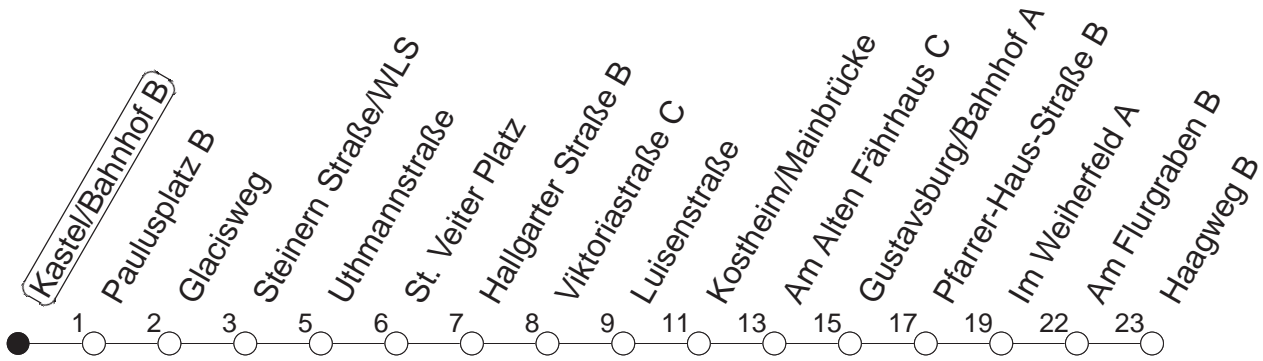 Kastel/Bahnhof B
Paulusplatz B
Glacisweg
Steinern Straße/WLS
Uthmannstraße
St. Veiter Platz
Hallgarter Straße B
Viktoriastraße C
Luisenstraße
Kostheim/Mainbrücke
Am Alten Fährhaus C
Gustavsburg/Bahnhof A
Pfarrer-Haus-Straße B
Im Weiherfeld A
Am Flurgraben B
Haagweg B
1 2 3 5 6 7 8 9 11 13 15 17 19 22 23